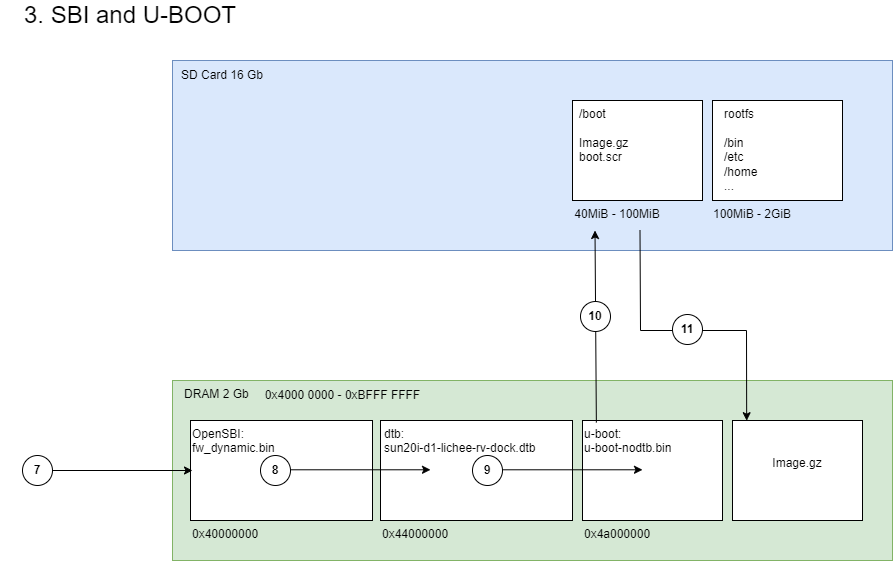 3. SBI and U-BOOT
SD Card 16 Gb
/boot
Image.gz
boot.scr
rootfs
/bin
/etc
/home
...
40MiB - 100MiB
100MiB - 2GiB
10
11
DRAM 2 Gb
0x4000 0000 - 0xBFFF FFFF
OpenSBI:
fw_dynamic.bin
dtb:
sun20i-d1-lichee-rv-dock.dtb
u-boot:
u-boot-nodtb.bin
Image.gz
7
8
9
0x40000000
0x44000000
0x4a000000